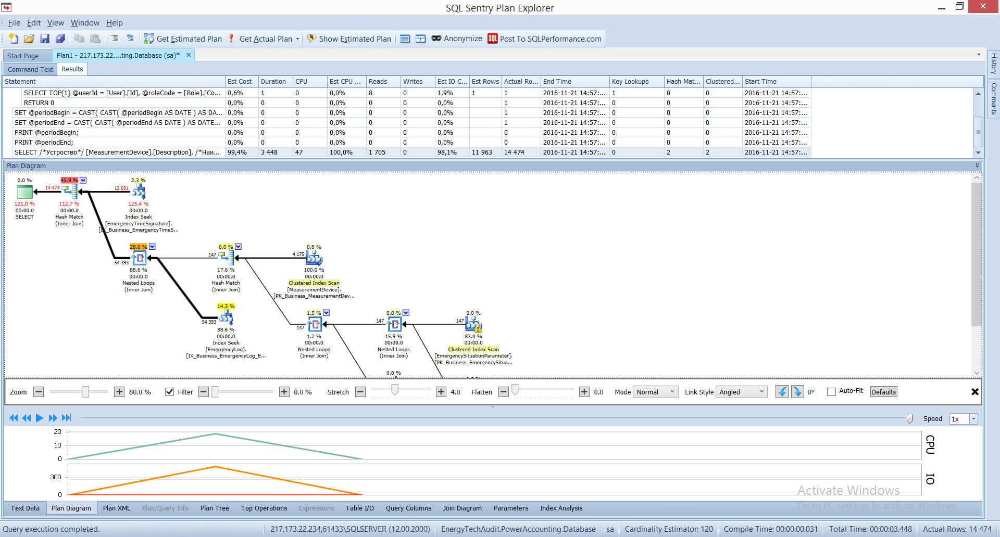 SQL Sentry Plan Explorer
File Edit View Window Help
Get Estimated Plan Get Actual Plan Show Estimated Plan Anonymize SQL Post To SQLPerformance.com
Start Page Plan1 - 217.173.22....ting.Database (sa)*
History
Comments
Command Text Results
Statement Est Cost Duration CPU Est CPU ... Reads Writes Est IO C... Est Rows Actual Ro... End Time Key Lookups Hash Mat... Clustered... Start Time
SELECT TOP(1) @userId = [User].[Id], @roleCode = [Role].[Co... 0,6% 1 0 0,0% 8 0 1,9% 1 1 2016-11-21 14:57:... 1 0 0 2016-11-21 14:57:...
RETURN 0 0,0% 0 0 0,0% 0 0 0,0% 1 2016-11-21 14:57:... 0 0 0 2016-11-21 14:57:...
SET @periodBegin = CAST( CAST( @periodBegin AS DATE ) AS DA... 0,0% 0 0 0,0% 0 0 0,0% 1 2016-11-21 14:57:... 0 0 0 2016-11-21 14:57:...
SET @periodEnd = CAST( CAST( @periodEnd AS DATE ) AS DATE... 0,0% 0 0 0,0% 0 0 0,0% 1 2016-11-21 14:57:... 0 0 0 2016-11-21 14:57:...
PRINT @periodBegin; 0,0% 0 0 0,0% 0 0 0,0% 0 2016-11-21 14:57:... 0 0 0 2016-11-21 14:57:...
PRINT @periodEnd; 0,0% 0 0 0,0% 0 0 0,0% 0 2016-11-21 14:57:... 0 0 0 2016-11-21 14:57:...
SELECT /*Устроство*/ [MeasurementDevice].[Description], /*Наи... 99,4% 3 448 47 100,0% 1 705 0 98,1% 11 963 14 474 2016-11-21 14:57:... 0 2 2 2016-11-21 14:57:...
Plan Diagram
0.0 % 45.9 % 2.3 %
14 474 12 691
121.0 % 112.7 % 125.4 %
00:00.0 00:00.0 00:00.0
SELECT Hash Match Index Seek
(Inner Join) [EmergencyTimeSignature].
[IX_Business_EmergencyTimeS...
28.6 % 6.0 % 0.8 %
54 393 147 4 175
88.6 % 17.6 % 100.0 %
00:00.0 00:00.0 00:00.0
Nested Loops Hash Match Clustered Index Scan
(Inner Join) (Inner Join) [MeasurementDevice].
[PK_Business_MeasurementDev...
14.3 % 1.5 % 0.8 % 0.0 %
54 393 147 147 147
88.6 % 1.2 % 15.9 % 83.0 %
00:00.0 00:00.0 00:00.0 00:00.0
Index Seek Nested Loops Nested Loops Clustered Index Scan
[EmergencyLog]. (Inner Join) (Inner Join) [EmergencySituationParameter].
[IX_Business_EmergencyLog_E... [PK_Business_EmergencySitua...
0.0 %
Zoom 80.0 % Filter 0.0 % Stretch 4.0 Flatten 0.0 Mode Normal Link Style Angled 0° Auto-Fit Defaults
Speed 1x
20
10
0
CPU
300
0
IO
Activate Windows
Go to PC settings to activate Windows.
Text Data Plan Diagram Plan XML Plan/Query Info Plan Tree Top Operations Expressions Table I/O Query Columns Join Diagram Parameters Index Analysis
Query execution completed. 217.173.22.234,61433\SQLSERVER (12.00.2000) EnergyTechAudit.PowerAccounting.Database sa Cardinality Estimator: 120 Compile Time: 00:00:00.031 Total Time: 00:00:03.448 Actual Rows: 14 474